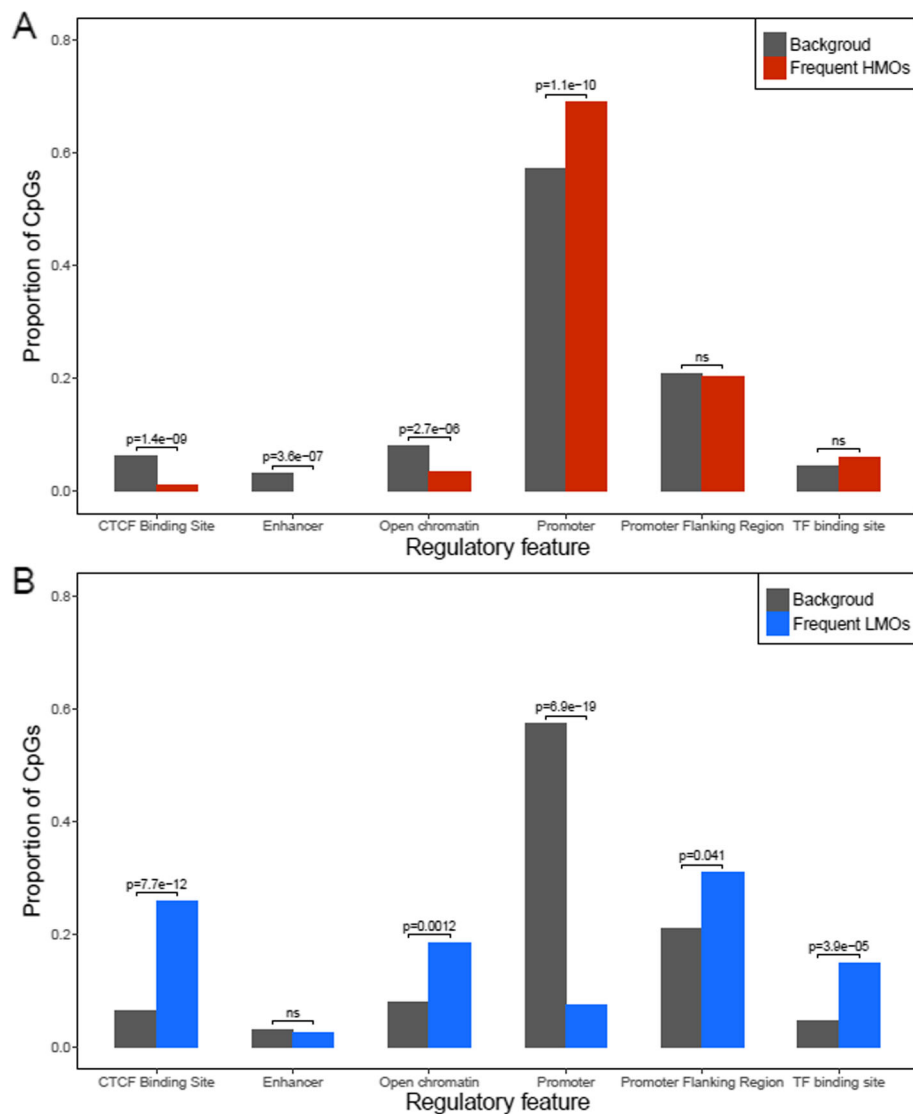 A
0.8
Backgroud
Frequent HMOs
p=1.1e−10
Proportion of CpGs
0.6
0.4
ns
0.2
p=1.4e−09
p=3.6e−07
p=2.7e−06
ns
0.0
CTCF Binding Site Enhancer Open chromatin Promoter Promoter Flanking Region TF binding site
Regulatory feature
B
0.8
Backgroud
Frequent LMOs
p=6.9e−19
Proportion of CpGs
0.6
0.4
p=7.7e−12
p=0.041
0.2
p=0.0012
p=3.9e−05
ns
0.0
CTCF Binding Site Enhancer Open chromatin Promoter Promoter Flanking Region TF binding site
Regulatory feature